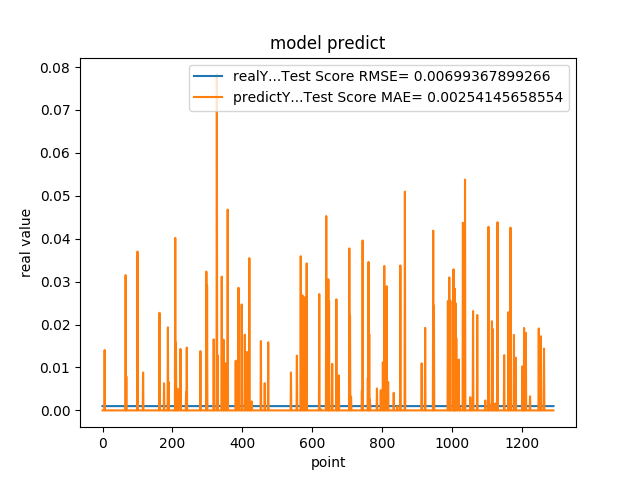 model predict
realY...Test Score RMSE= 0.00699367899266
predictY...Test Score MAE= 0.00254145658554
0.08
0.07
0.06
0.05
0.04
0.03
0.02
0.01
0.00
real value
0 200 400 600 800 1000 1200
point